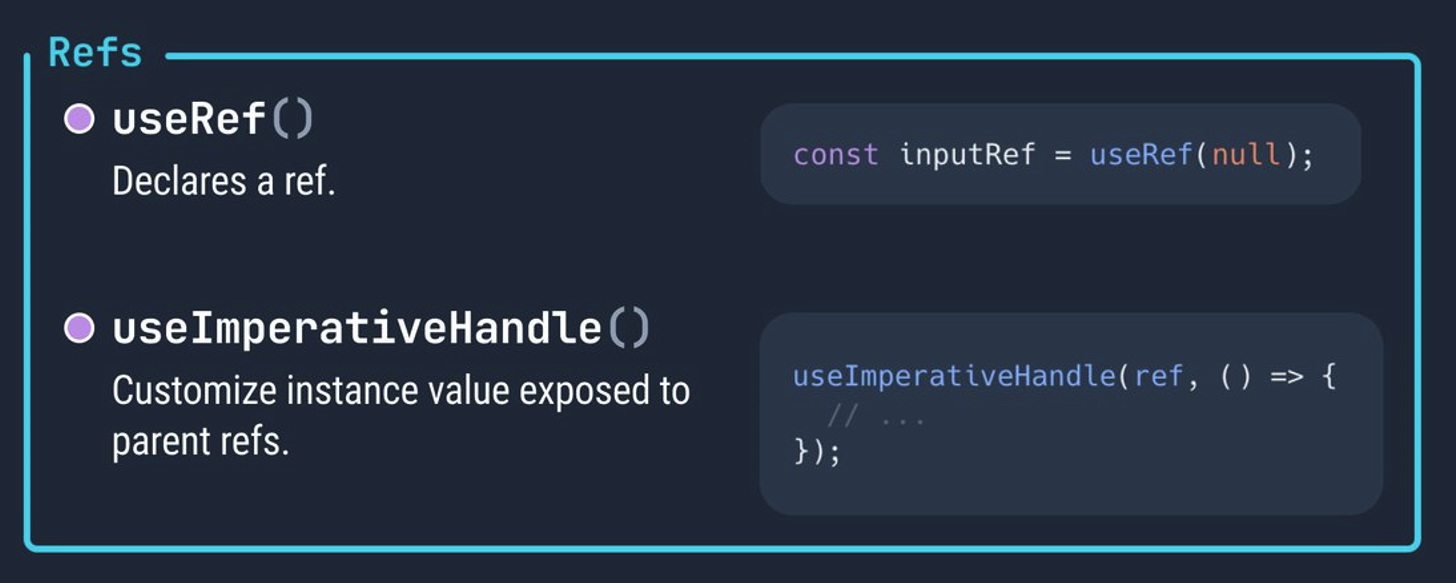 Refs
useRef()
Declares a ref.
const inputRef = useRef(null);
useImperativeHandle()
Customize instance value exposed to
parent refs.
useImperativeHandle(ref, () => {
  // ...
});